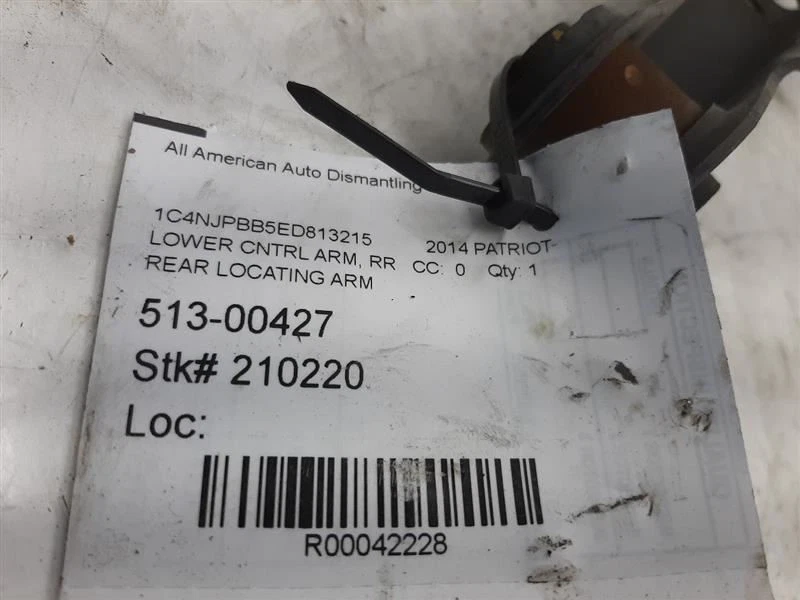 All American Auto Dismantling
1C4NJPBB5ED813215 2014 PATRIOT-
LOWER CNTRL ARM, RR CC: 0 Qty: 1
REAR LOCATING ARM
513-00427
Stk# 210220
Loc:
R00042228